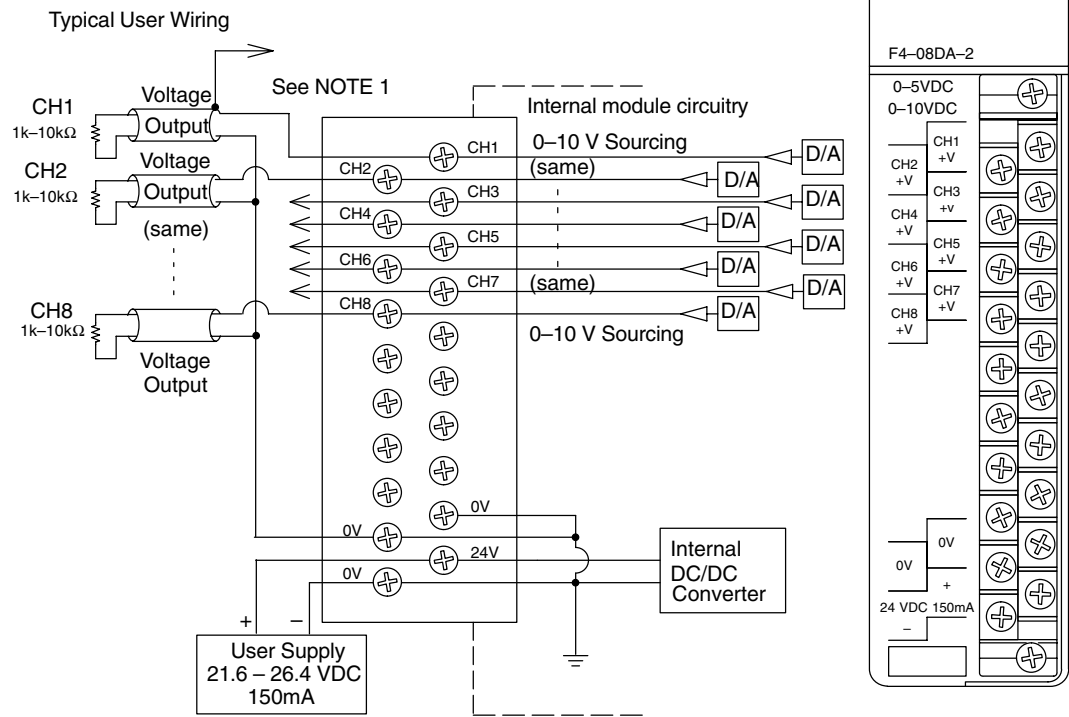 Typical User Wiring
See NOTE 1
Internal module circuitry
CH1
1k–10kΩ
Voltage
Output
CH2
1k–10kΩ
Voltage
Output
(same)
CH8
1k–10kΩ
Voltage
Output
CH1
CH2
CH3
CH4
CH5
CH6
CH7
CH8
0–10 V Sourcing
(same)
(same)
0–10 V Sourcing
D/A
D/A
D/A
D/A
D/A
D/A
D/A
D/A
0V
0V
24V
0V
Internal
DC/DC
Converter
+ –
User Supply
21.6 – 26.4 VDC
150mA
F4–08DA–2
0–5VDC
0–10VDC
CH1
+V
CH2
+V
CH3
+v
CH4
+V
CH5
+V
CH6
+V
CH7
+V
CH8
+V
0V
0V
+
24 VDC 150mA
–